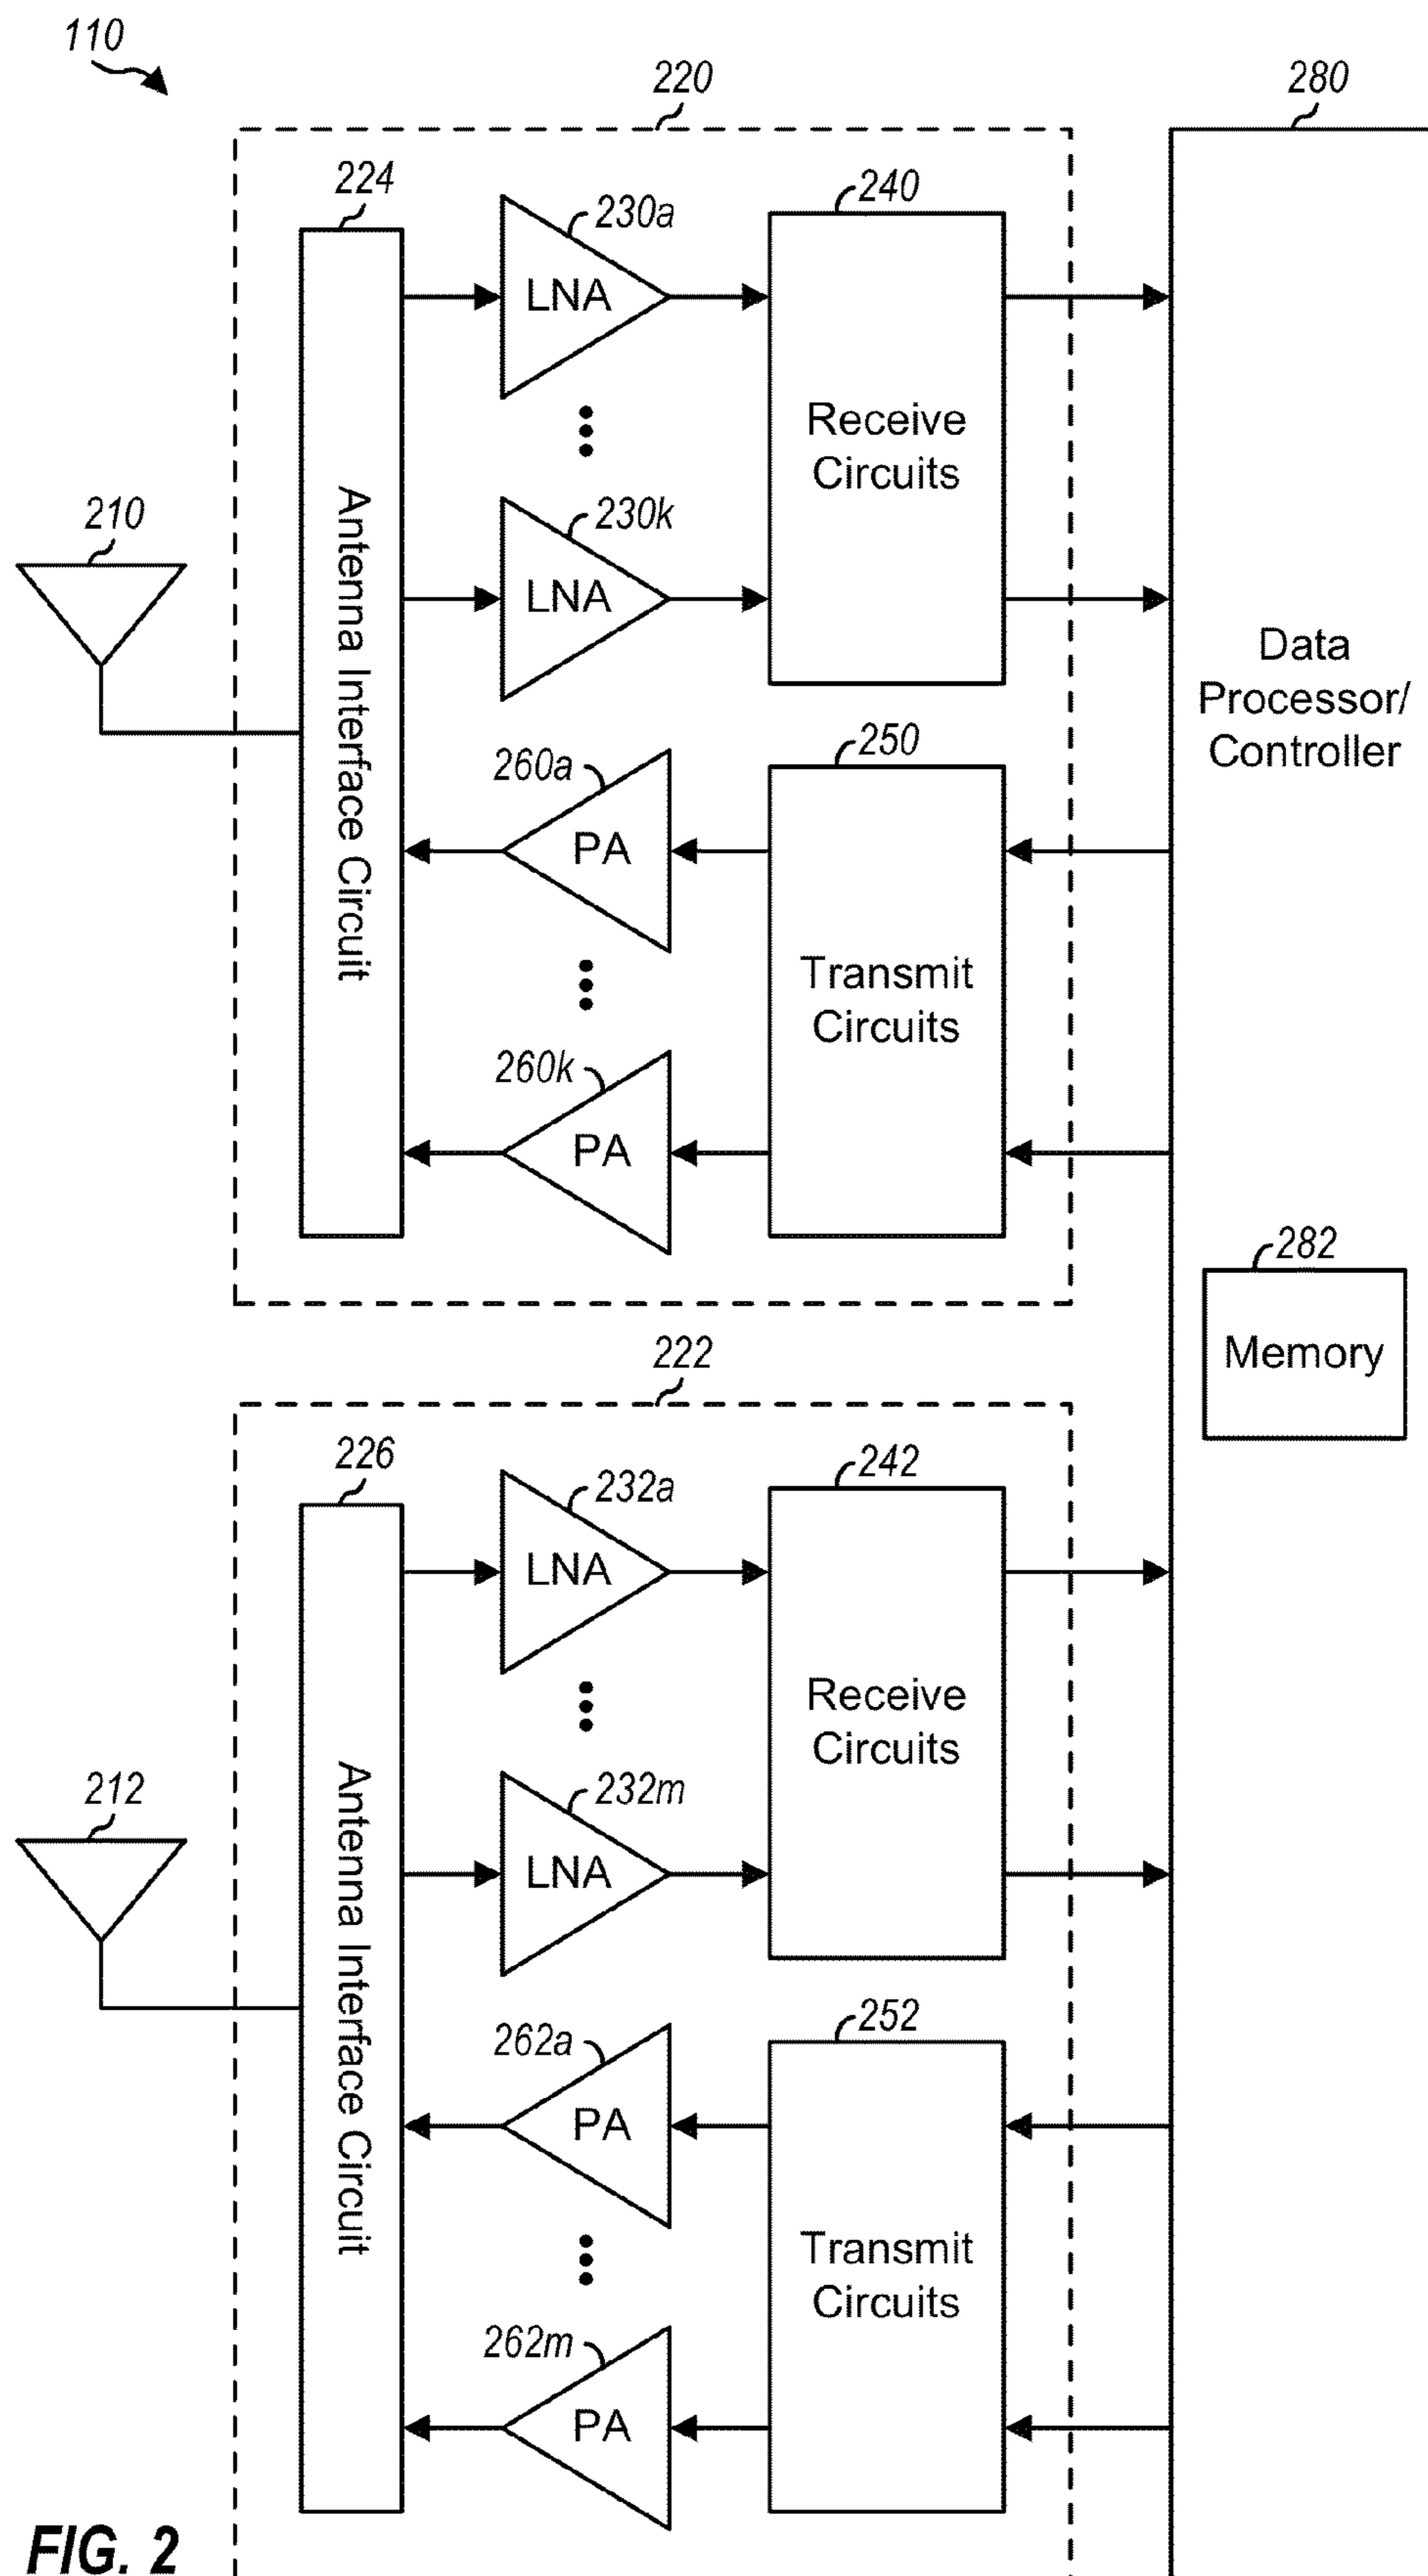 110
220
280
224
230a
240
LNA
Receive
Circuits
210
230k
LNA
Antenna Interface Circuit
Data
Processor/
Controller
260a
250
PA
Transmit
Circuits
260k
PA
282
Memory
222
226
232a
242
LNA
Receive
Circuits
212
232m
LNA
Antenna Interface Circuit
262a
252
PA
Transmit
Circuits
262m
PA
FIG. 2